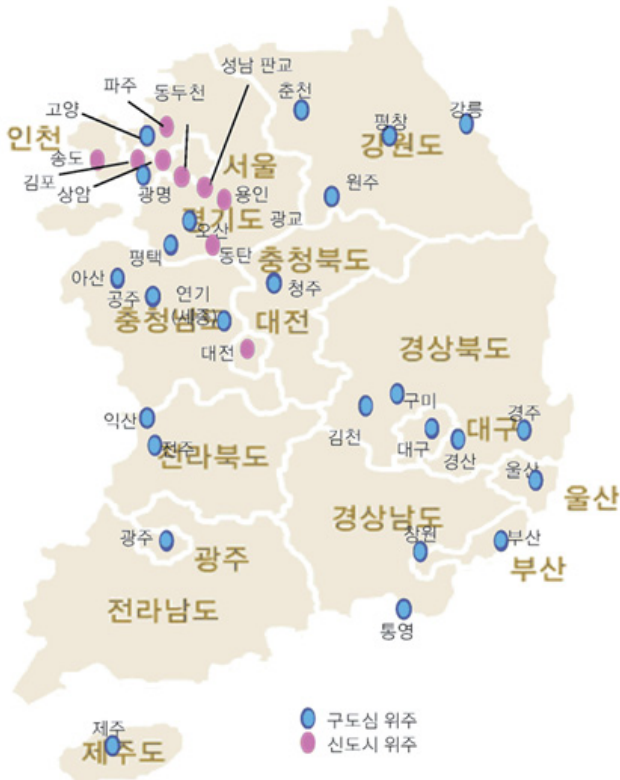 성남 판교
파주
동두천
춘천
고양
강릉
인천
평창
강원도
송도
서울
김포
상암
광명
용인
원주
경기도
광교
오산
평택
동탄
충청북도
아산
청주
공주
연기
(세종)
충청남도
대전
대전
경상북도
구미
익산
김천
대구
대구
경주
경산
전주
전라북도
울산
울산
경상남도
창원
광주
광주
부산
부산
전라남도
통영
제주
제주도
구도심 위주
신도시 위주